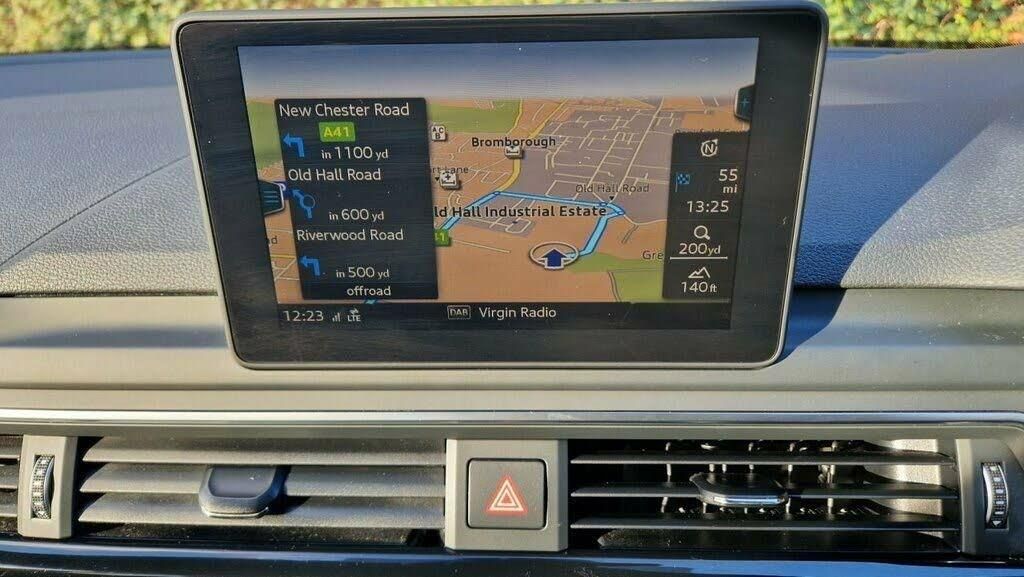 New Chester Road
A41
in 1100 yd
Old Hall Road
in 600 yd
Riverwood Road
in 500 yd
offroad
Bromborough
Old Hall Road
ld Hall Industrial Estate
41
Gre
N
55
mi
13:25
200yd
140ft
12:23
LTE
DAB
Virgin Radio